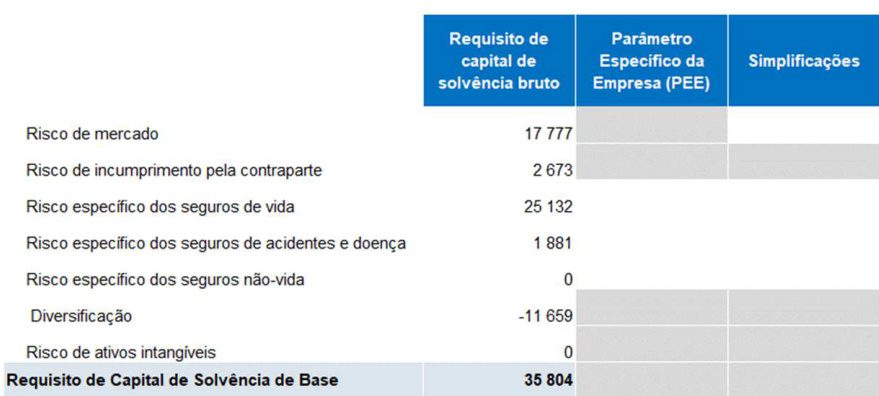 Requisito de capital de solvência bruto
Parâmetro Específico da Empresa (PEE)
Simplificações
Risco de mercado 17 777
Risco de incumprimento pela contraparte 2 673
Risco específico dos seguros de vida 25 132
Risco específico dos seguros de acidentes e doença 1 881
Risco específico dos seguros não-vida 0
Diversificação -11 659
Risco de ativos intangíveis 0
Requisito de Capital de Solvência de Base 35 804